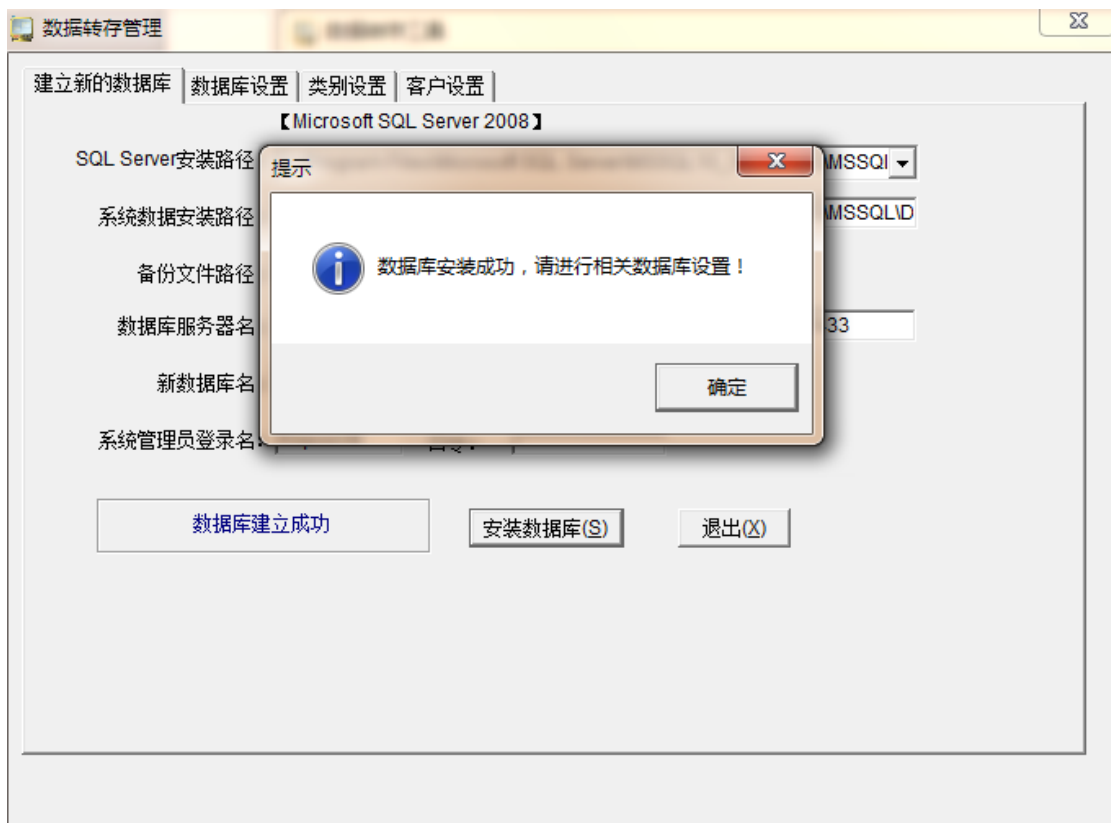 数据转存管理
建立新的数据库 数据库设置 类别设置 客户设置
【Microsoft SQL Server 2008】
SQL Server安装路径
\MSSQL
提示
系统数据安装路径
\MSSQL\D
数据库安装成功，请进行相关数据库设置！
备份文件路径
数据库服务器名
33
新数据库名
确定
系统管理员登录名:
数据库建立成功
安装数据库(S)
退出(X)